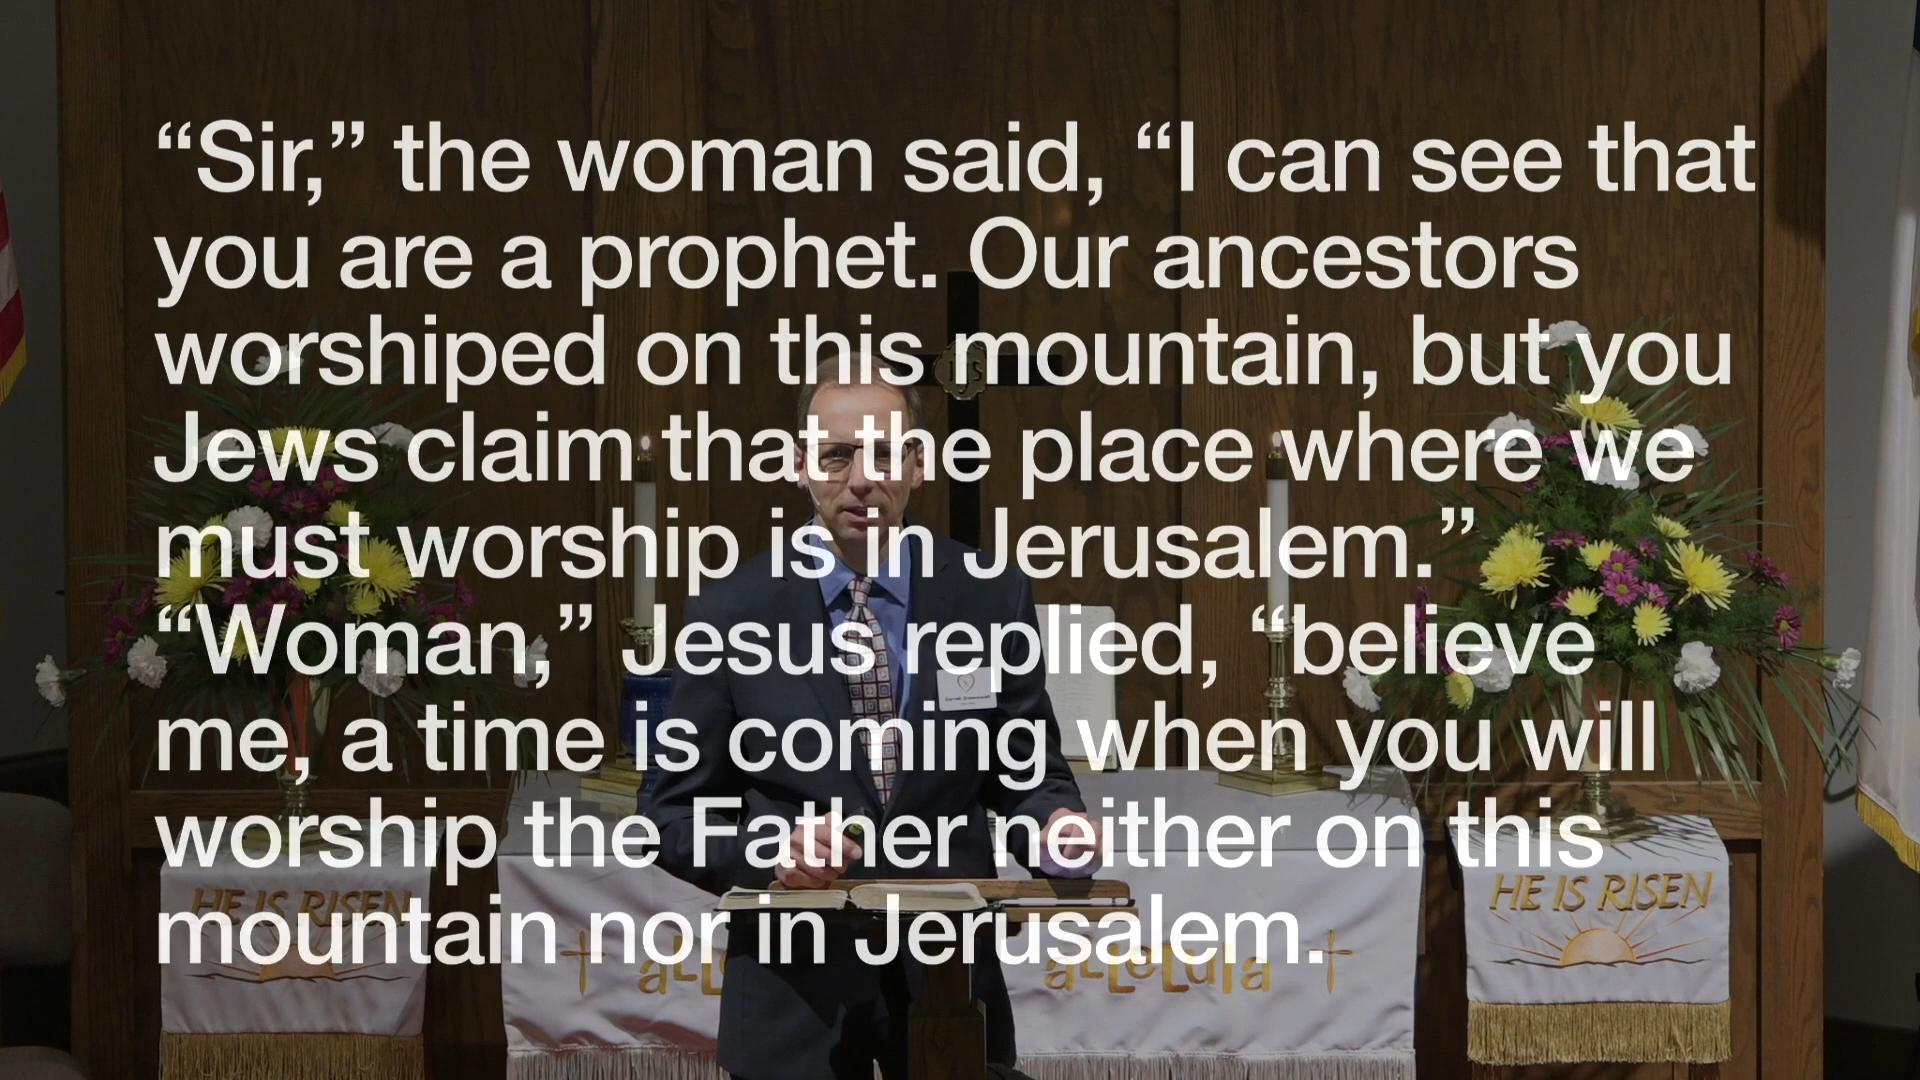 “Sir,” the woman said, “I can see that
you are a prophet. Our ancestors
worshiped on this mountain, but you
Jews claim that the place where we
must worship is in Jerusalem.”
“Woman,” Jesus replied, “believe
me, a time is coming when you will
worship the Father neither on this
mountain nor in Jerusalem.
HE IS RISEN
HE IS RISEN
alleluia